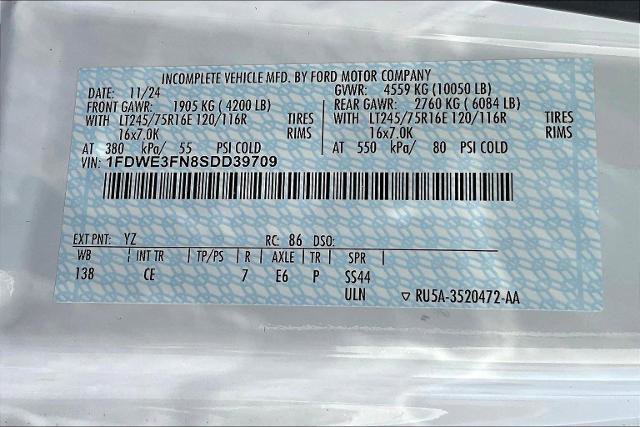 INCOMPLETE VEHICLE MFD. BY FORD MOTOR COMPANY
DATE: 11/24 GVWR: 4559 KG (10050 LB)
FRONT GAWR: 1905 KG (4200 LB) REAR GAWR: 2760 KG (6084 LB)
WITH LT245/75R16E 120/116R TIRES WITH LT245/75R16E 120/116R TIRES
16x7.0K RIMS 16x7.0K RIMS
AT 380 kPa/ 55 PSI COLD AT 550 kPa/ 80 PSI COLD
VIN: 1FDWE3FN8SDD39709
EXT PNT: YZ RC: 86 DSO:
WB | INT TR | TP/PS | R | AXLE | TR | SPR
138 CE 7 E6 P SS44
ULN ▽ RU5A-3520472-AA